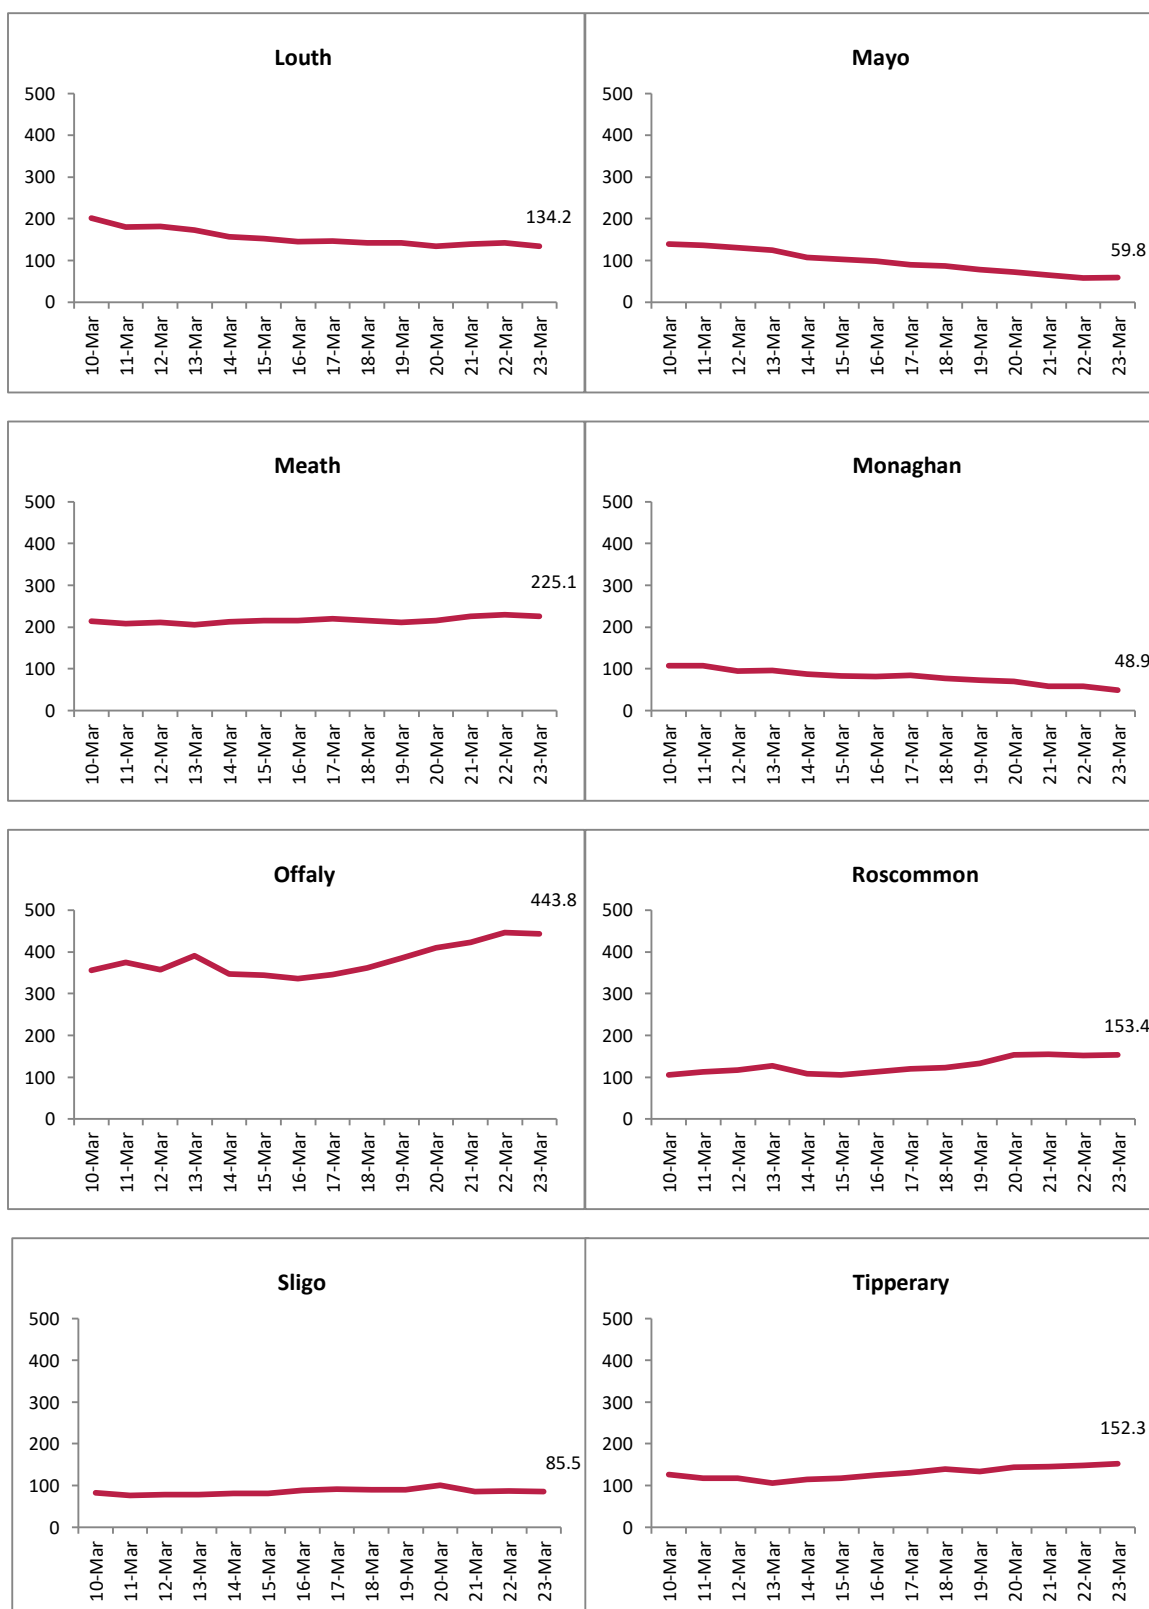 Louth
500
400
300
200
100
0
134.2
10-Mar
11-Mar
12-Mar
13-Mar
14-Mar
15-Mar
16-Mar
17-Mar
18-Mar
19-Mar
20-Mar
21-Mar
22-Mar
23-Mar
Mayo
500
400
300
200
100
0
59.8
10-Mar
11-Mar
12-Mar
13-Mar
14-Mar
15-Mar
16-Mar
17-Mar
18-Mar
19-Mar
20-Mar
21-Mar
22-Mar
23-Mar
Meath
500
400
300
200
100
0
225.1
10-Mar
11-Mar
12-Mar
13-Mar
14-Mar
15-Mar
16-Mar
17-Mar
18-Mar
19-Mar
20-Mar
21-Mar
22-Mar
23-Mar
Monaghan
500
400
300
200
100
0
48.9
10-Mar
11-Mar
12-Mar
13-Mar
14-Mar
15-Mar
16-Mar
17-Mar
18-Mar
19-Mar
20-Mar
21-Mar
22-Mar
23-Mar
Offaly
500
400
300
200
100
0
443.8
10-Mar
11-Mar
12-Mar
13-Mar
14-Mar
15-Mar
16-Mar
17-Mar
18-Mar
19-Mar
20-Mar
21-Mar
22-Mar
23-Mar
Roscommon
500
400
300
200
100
0
153.4
10-Mar
11-Mar
12-Mar
13-Mar
14-Mar
15-Mar
16-Mar
17-Mar
18-Mar
19-Mar
20-Mar
21-Mar
22-Mar
23-Mar
Sligo
500
400
300
200
100
0
85.5
10-Mar
11-Mar
12-Mar
13-Mar
14-Mar
15-Mar
16-Mar
17-Mar
18-Mar
19-Mar
20-Mar
21-Mar
22-Mar
23-Mar
Tipperary
500
400
300
200
100
0
152.3
10-Mar
11-Mar
12-Mar
13-Mar
14-Mar
15-Mar
16-Mar
17-Mar
18-Mar
19-Mar
20-Mar
21-Mar
22-Mar
23-Mar